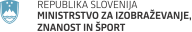 REPUBLIKA SLOVENIJA
MINISTRSTVO ZA IZOBRAŽEVANJE,
ZNANOST IN ŠPORT